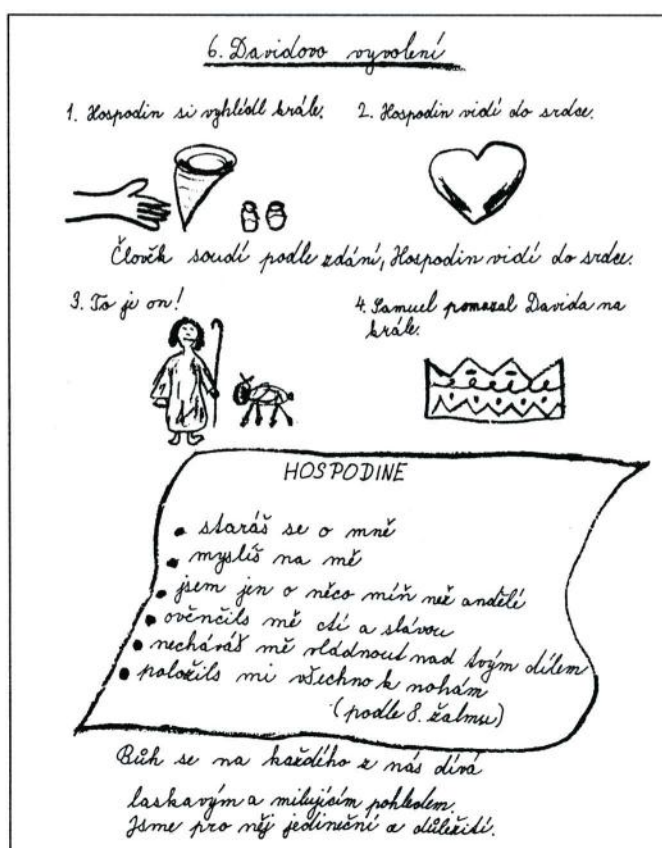 6. Davidovo vyvolení
1. Hospodin si vyhlédl krále.
2. Hospodin vidí do srdce.
Člověk soudí podle zdání, Hospodin vidí do srdce.
3. To je on!
4. Samuel pomazal Davida na
krále.
HOSPODINE
• staráš se o mně
• myslíš na mě
• jsem jen o něco míň než andělé
• ověnčils mě ctí a slávou
• necháváš mě vládnout nad tvým dílem
• položils mi všechno k nohám
(podle 8. žalmu)
Bůh se na každého z nás dívá
laskavým a milujícím pohledem.
Jsme pro něj jedineční a důležití.